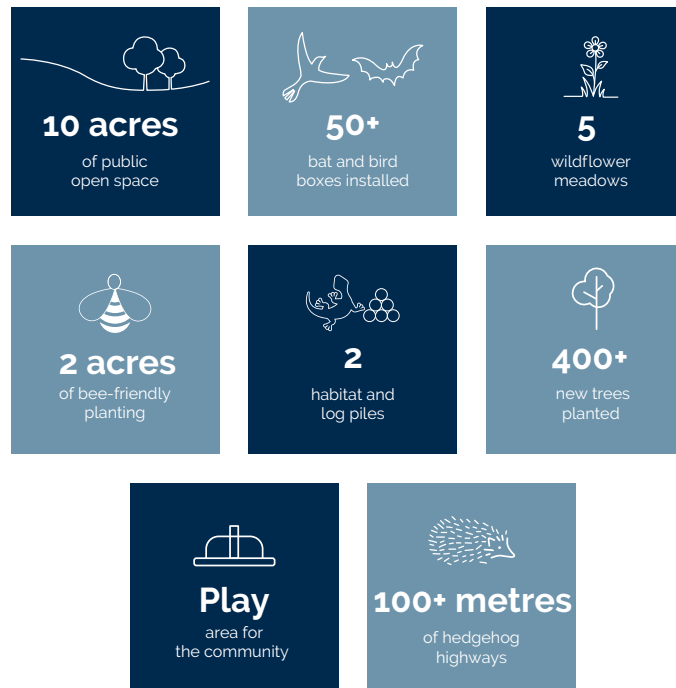 10 acres
of public
open space
50+
bat and bird
boxes installed
5
wildflower
meadows
2 acres
of bee-friendly
planting
2
habitat and
log piles
400+
new trees
planted
Play
area for
the community
100+ metres
of hedgehog
highways